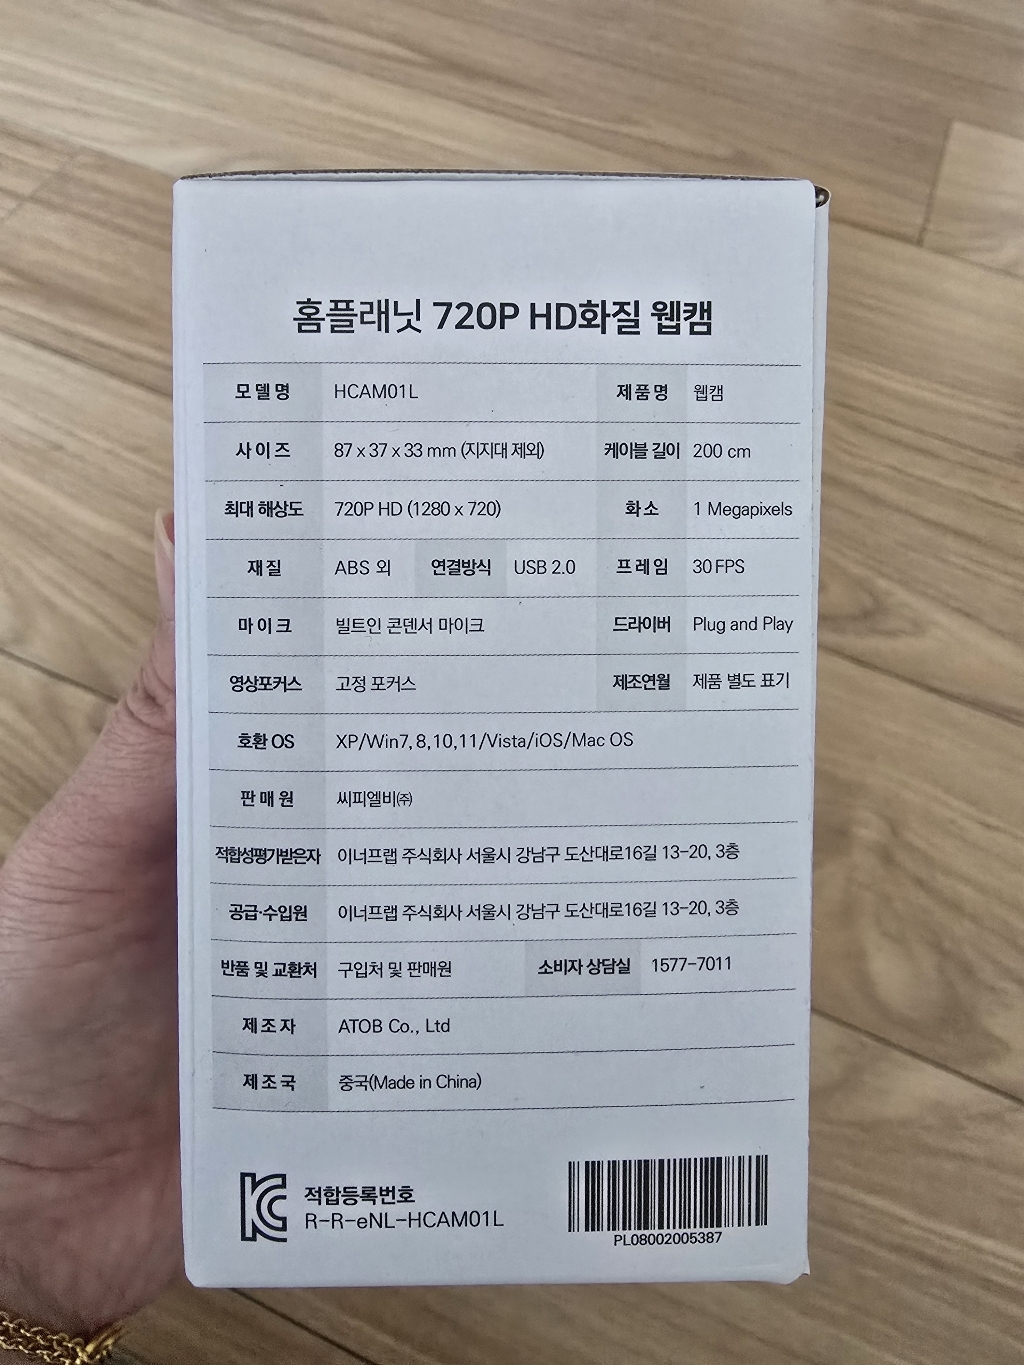 홈플래닛 720P HD화질 웹캠
모델명 HCAM01L 제품명 웹캠
사이즈 87 x 37 x 33 mm (지지대 제외) 케이블 길이 200 cm
최대 해상도 720P HD (1280 x 720) 화소 1 Megapixels
재질 ABS 외 연결방식 USB 2.0 프레임 30 FPS
마이크 빌트인 콘덴서 마이크 드라이버 Plug and Play
영상포커스 고정 포커스 제조연월 제품 별도 표기
호환 OS XP/Win7, 8,10,11/Vista/iOS/Mac OS
판매원 씨피엘비㈜
적합성평가받은자 이너프랩 주식회사 서울시 강남구 도산대로16길 13-20, 3층
공급·수입원 이너프랩 주식회사 서울시 강남구 도산대로16길 13-20, 3층
반품 및 교환처 구입처 및 판매원 소비자 상담실 1577-7011
제조자 ATOB Co., Ltd
제조국 중국(Made in China)
적합등록번호
R-R-eNL-HCAM01L
PL08002005387